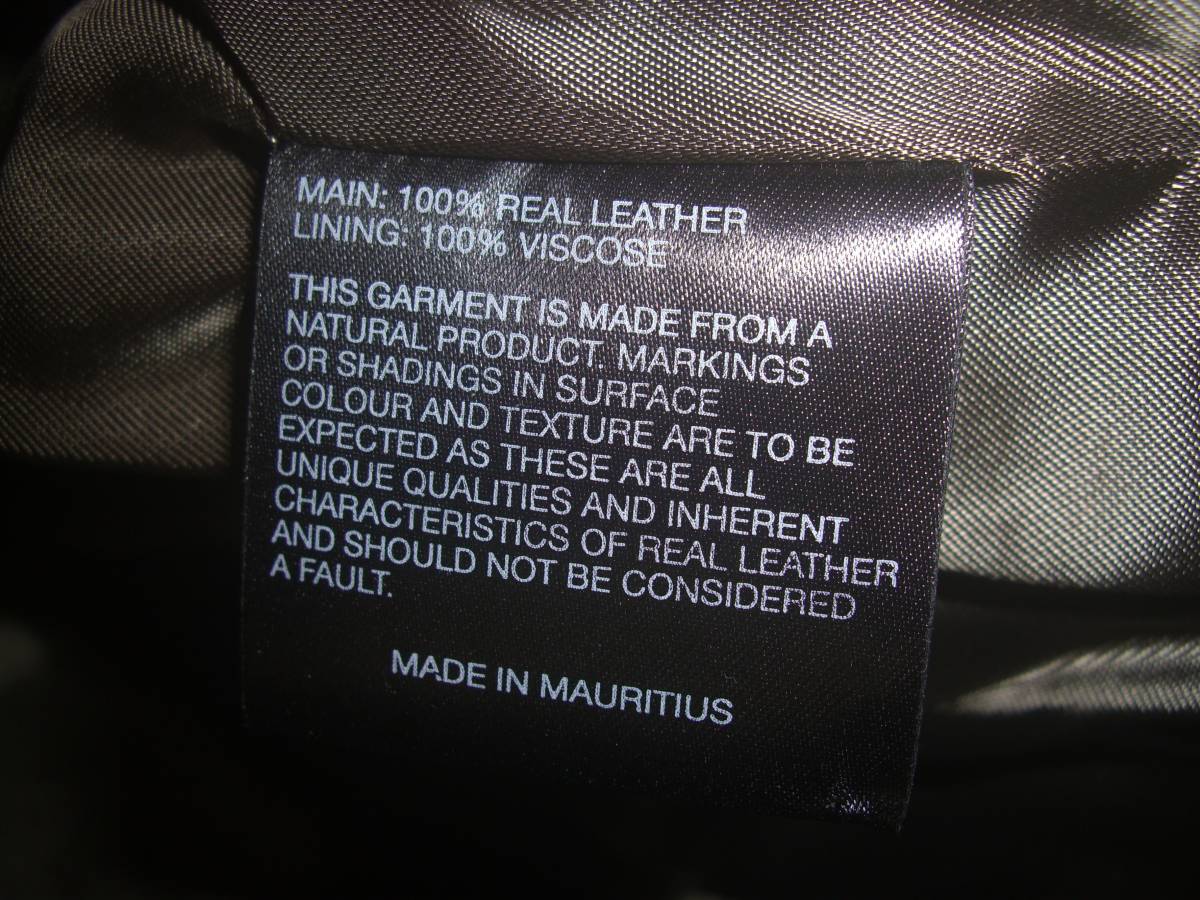 MAIN: 100% REAL LEATHER
LINING: 100% VISCOSE
THIS GARMENT IS MADE FROM A
NATURAL PRODUCT. MARKINGS
OR SHADINGS IN SURFACE
COLOUR AND TEXTURE ARE TO BE
EXPECTED AS THESE ARE ALL
UNIQUE QUALITIES AND INHERENT
CHARACTERISTICS OF REAL LEATHER
AND SHOULD NOT BE CONSIDERED
A FAULT.
MADE IN MAURITIUS